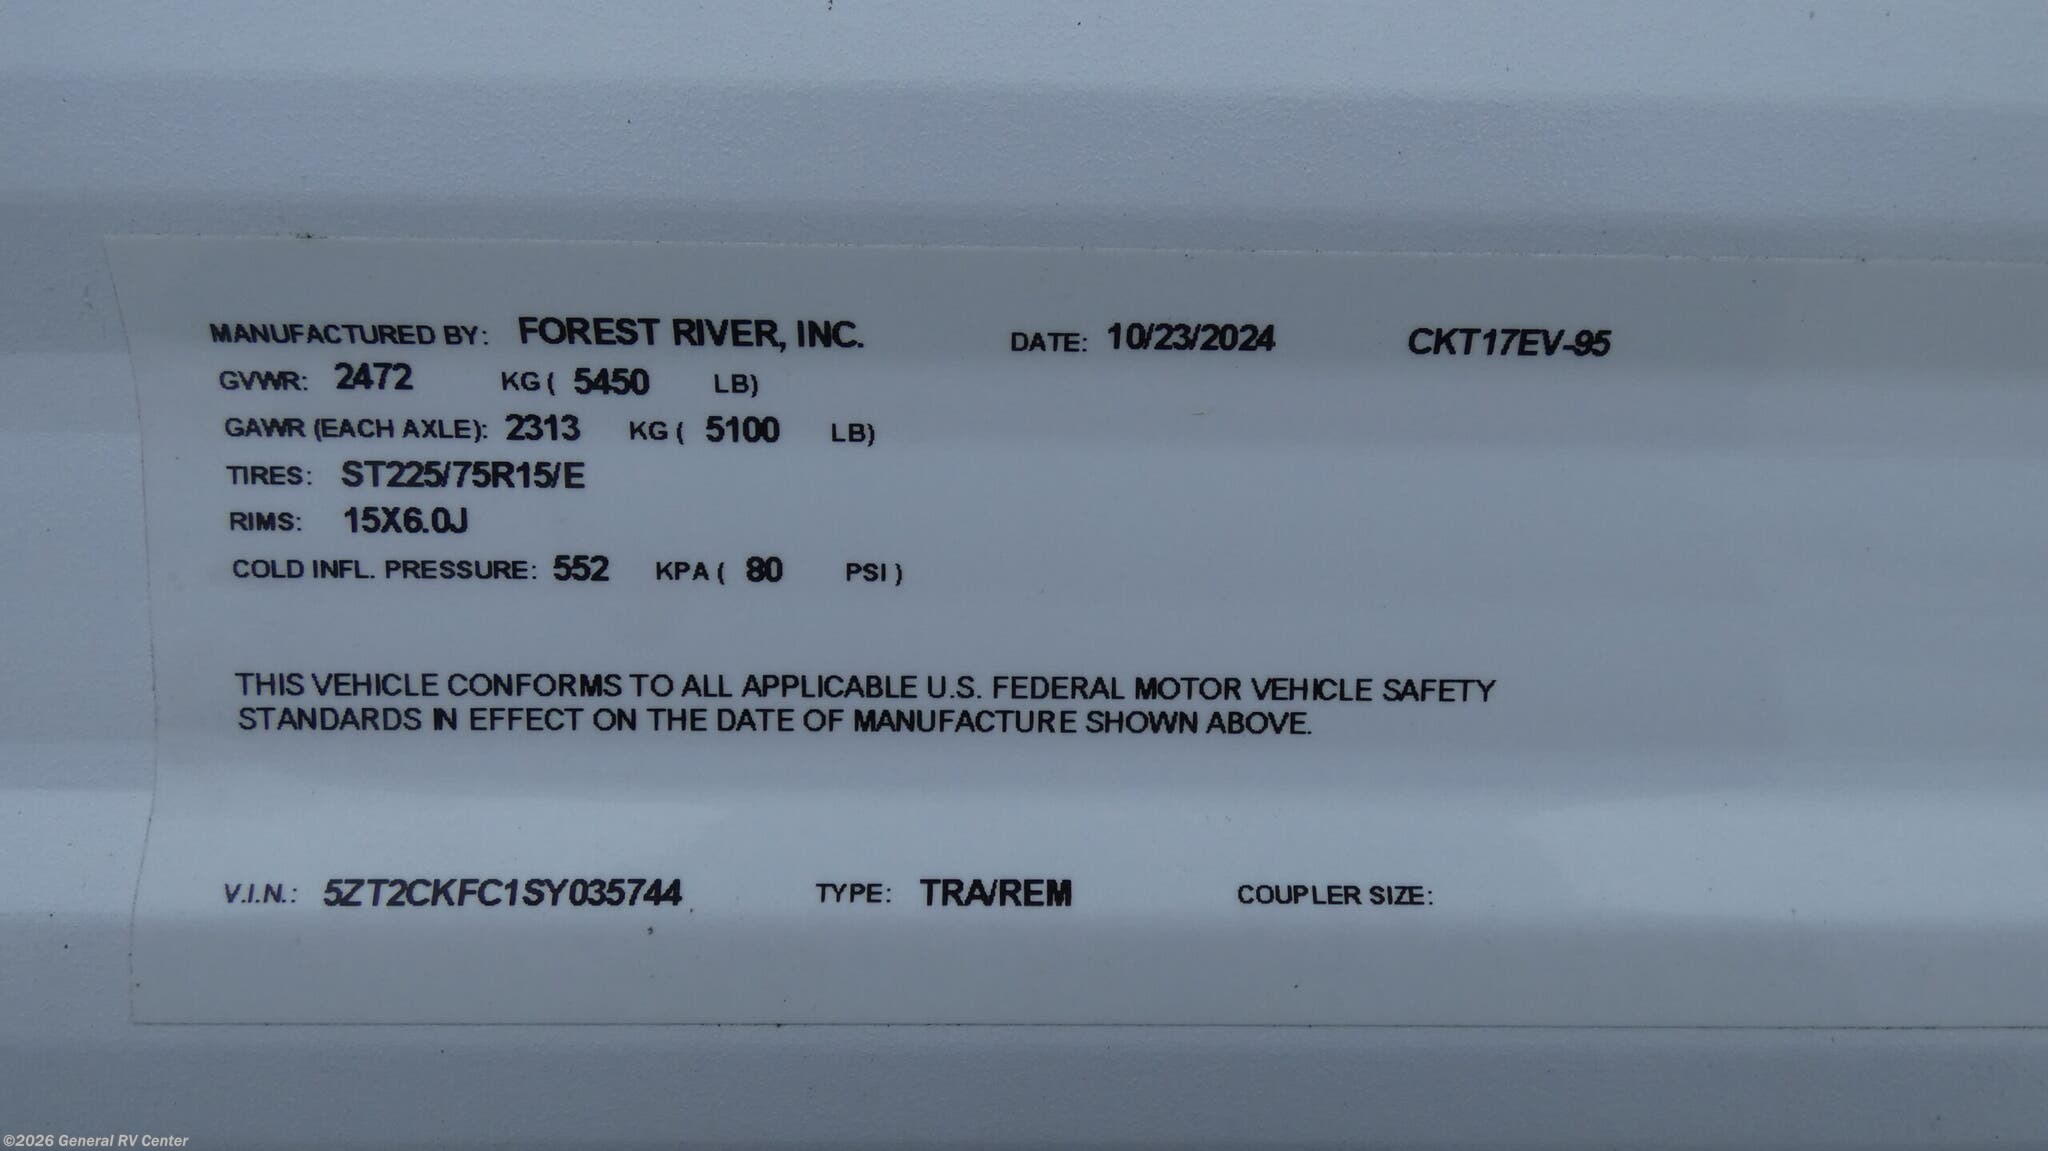 MANUFACTURED BY: FOREST RIVER, INC. DATE: 10/23/2024 CKT17EV-95
GVWR: 2472 KG ( 5450 LB)
GAWR (EACH AXLE): 2313 KG ( 5100 LB)
TIRES: ST225/75R15/E
RIMS: 15X6.0J
COLD INFL. PRESSURE: 552 KPA ( 80 PSI )
THIS VEHICLE CONFORMS TO ALL APPLICABLE U.S. FEDERAL MOTOR VEHICLE SAFETY
STANDARDS IN EFFECT ON THE DATE OF MANUFACTURE SHOWN ABOVE.
V.I.N.: 5ZT2CKFC1SY035744 TYPE: TRA/REM COUPLER SIZE:
©2026 General RV Center